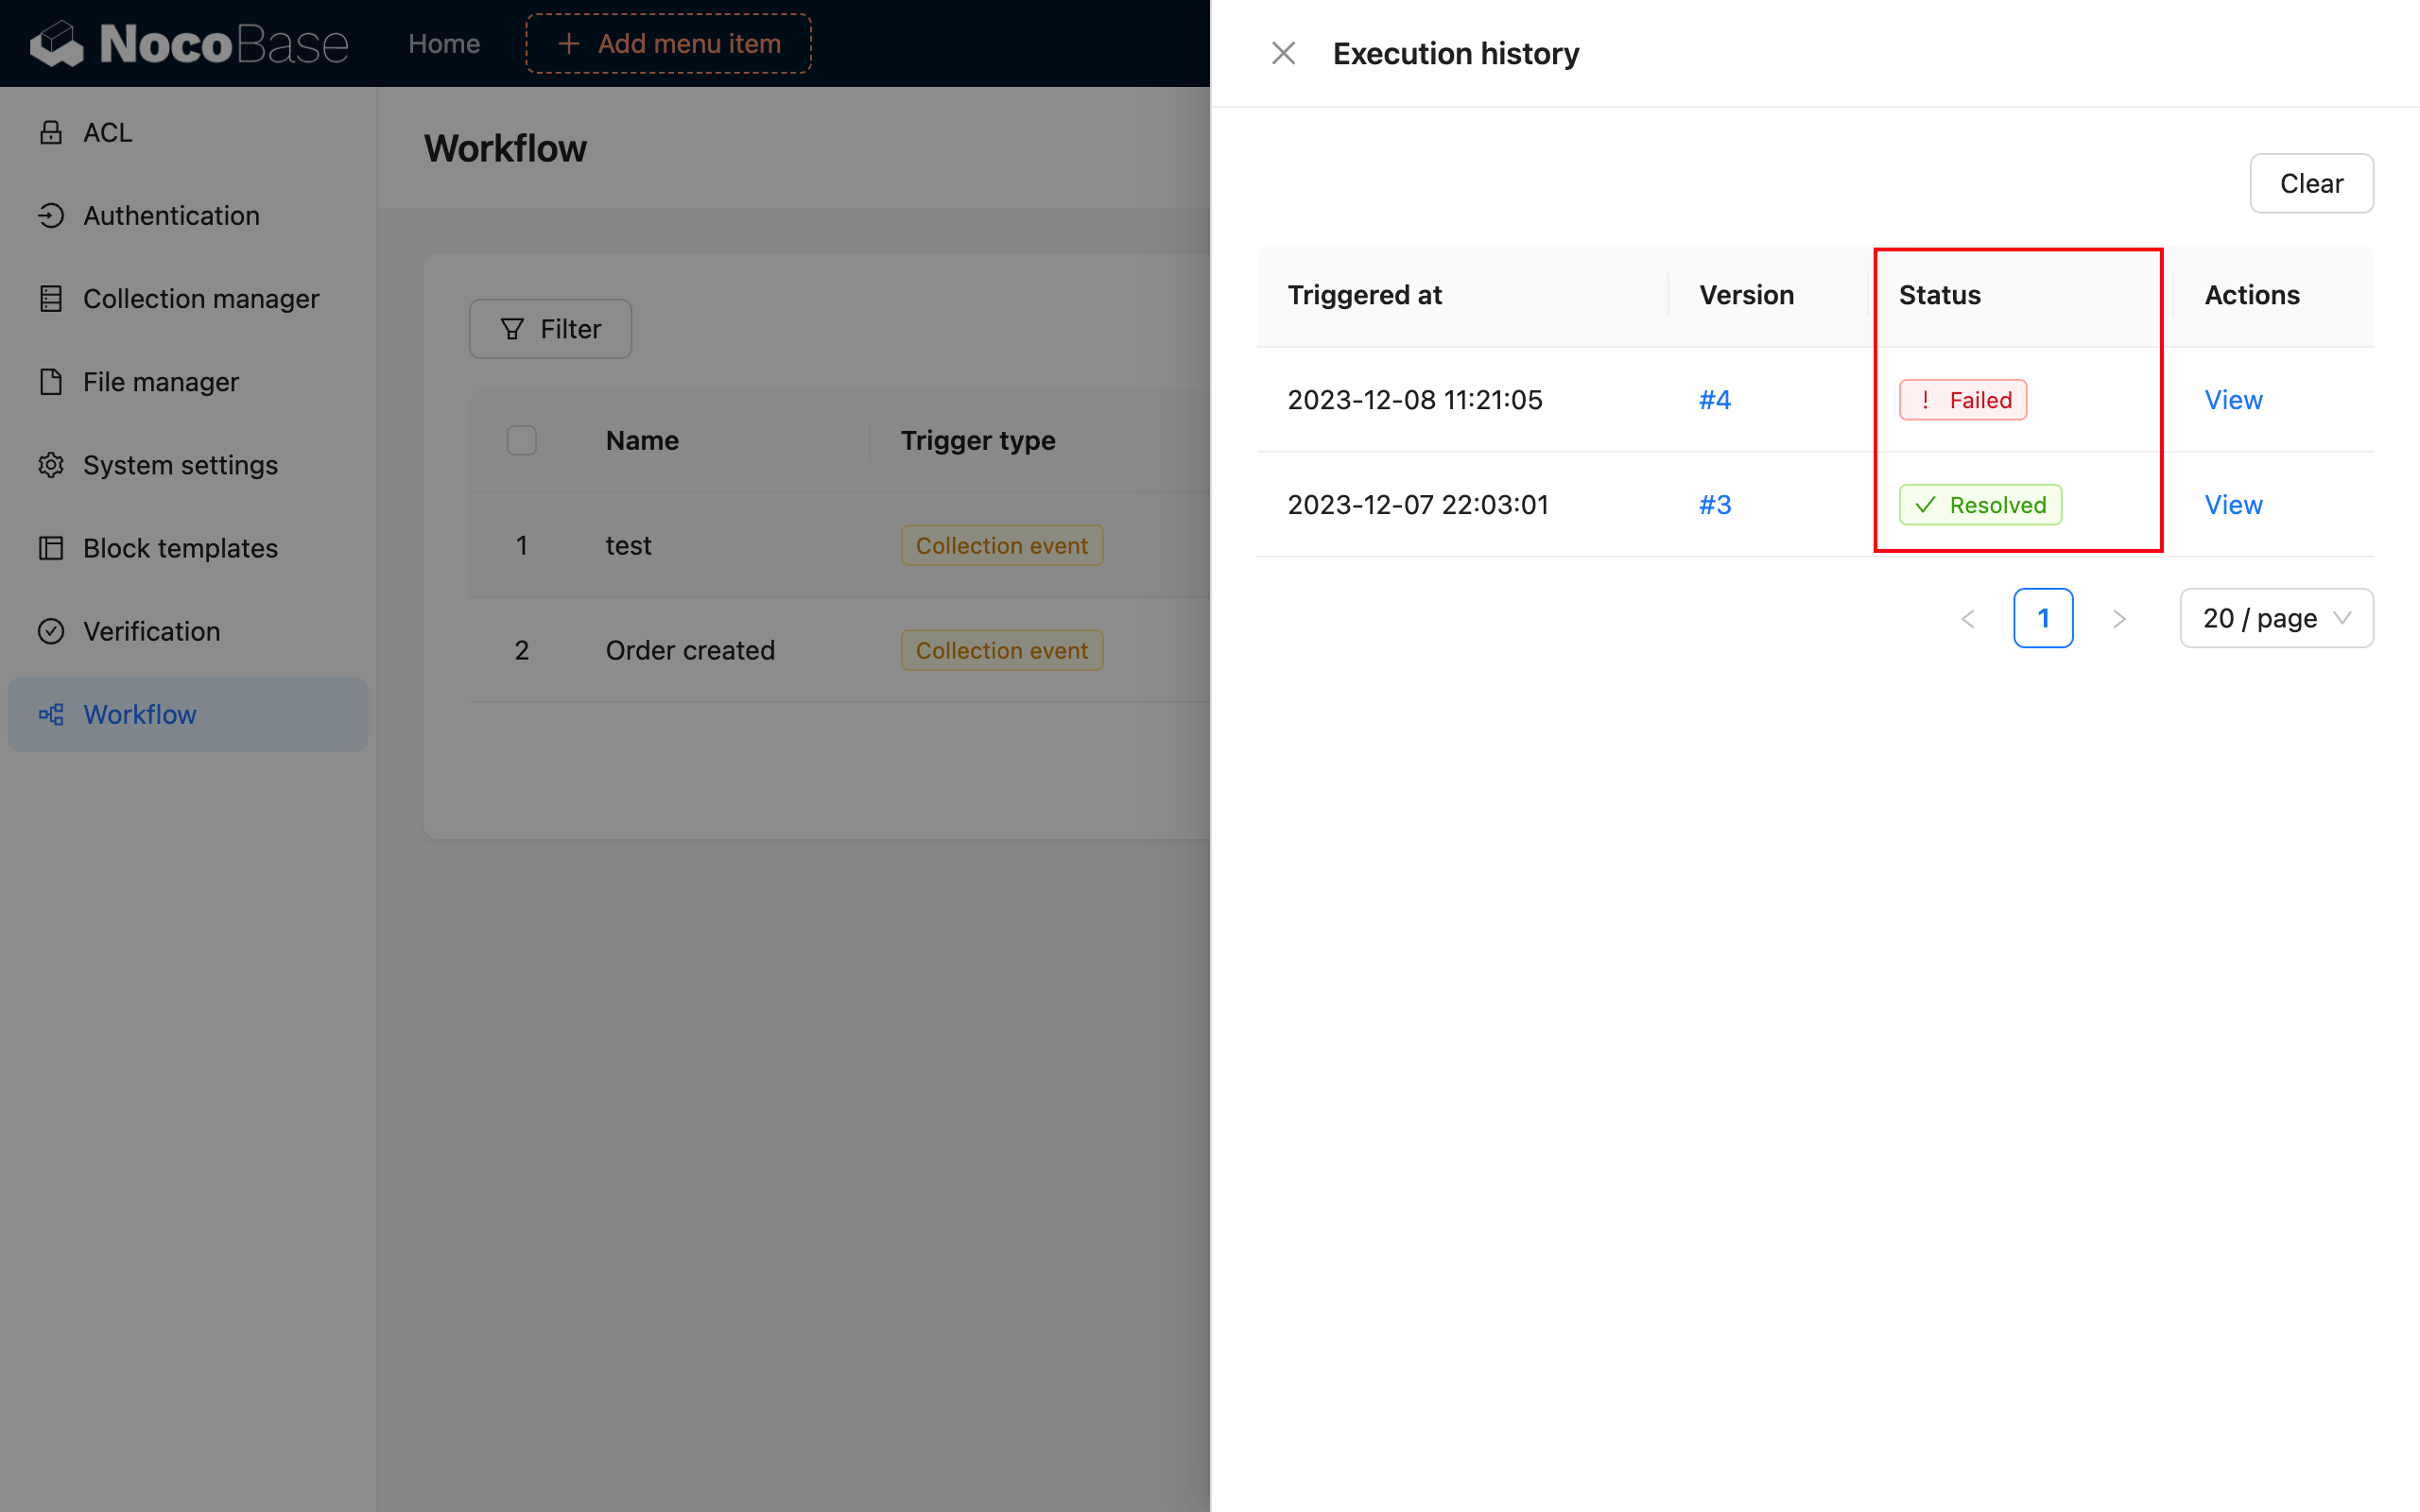 NocoBase
Home
Add menu item
ACL
Authentication
Collection manager
File manager
System settings
Block templates
Verification
Workflow
Workflow
Filter
Name Trigger type
1 test Collection event
2 Order created Collection event
Execution history
Clear
Triggered at Version Status Actions
2023-12-08 11:21:05 #4 Failed View
2023-12-07 22:03:01 #3 Resolved View
1 20 / page